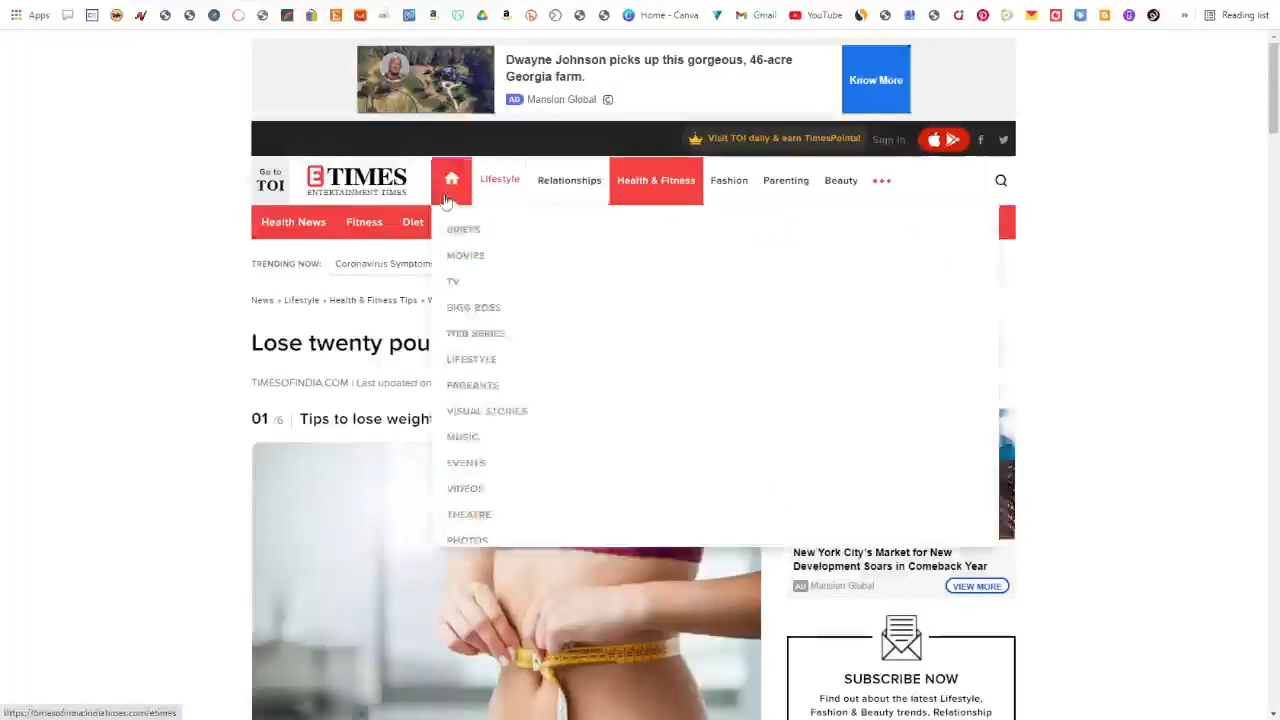 Apps
Home - Canva
Gmail
YouTube
»
Reading list
Dwayne Johnson picks up this gorgeous, 46-acre
Georgia farm.
AD Mansion Global
Know More
Visit TOI daily & earn TimesPoints!
Sign In
Go to
TOI
E TIMES
ENTERTAINMENT TIMES
Lifestyle
Relationships
Health & Fitness
Fashion
Parenting
Beauty
Health News
Fitness
Diet
BRIEFS
MOVIES
TV
BIGG BOSS
WEB SERIES
LIFESTYLE
PAGEANTS
VISUAL STORIES
MUSIC
EVENTS
VIDEOS
THEATRE
PHOTOS
TRENDING NOW:
Coronavirus Symptoms
News » Lifestyle » Health & Fitness Tips » W
Lose twenty pou
TIMESOFINDIA.COM | Last updated on
01 /6 Tips to lose weight
New York City's Market for New
Development Soars in Comeback Year
AD Mansion Global
VIEW MORE
SUBSCRIBE NOW
Find out about the latest Lifestyle,
Fashion & Beauty trends, Relationship